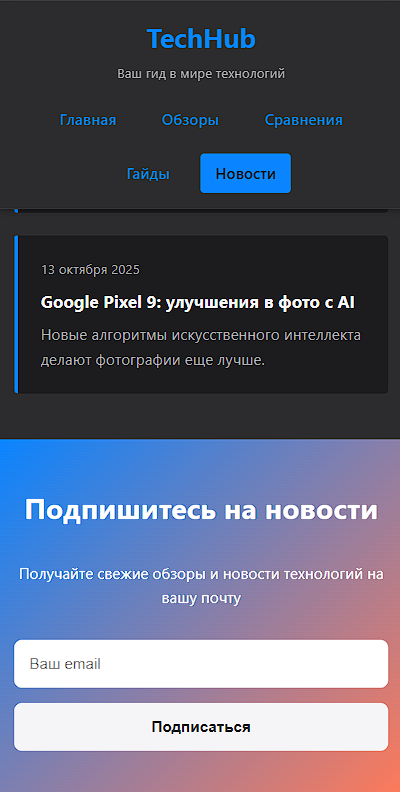 TechHub
Ваш гид в мире технологий
Главная Обзоры Сравнения
Гайды Новости
13 октября 2025
Google Pixel 9: улучшения в фото с AI
Новые алгоритмы искусственного интеллекта
делают фотографии еще лучше.
Подпишитесь на новости
Получайте свежие обзоры и новости технологий на
вашу почту
Ваш email
Подписаться